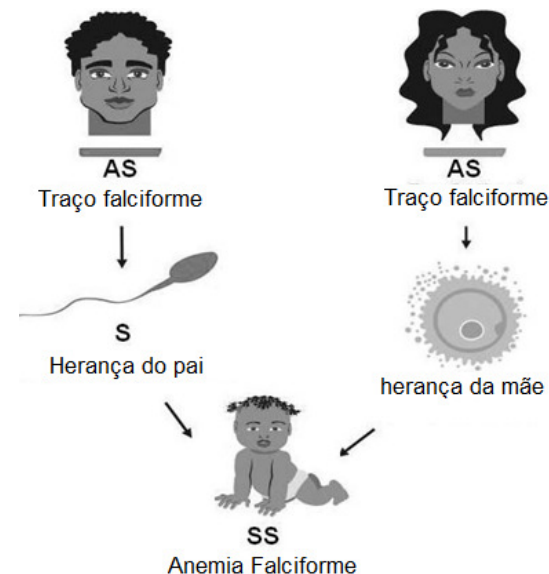 AS
Traço falciforme
AS
Traço falciforme
S
Herança do pai
herança da mãe
SS
Anemia Falciforme